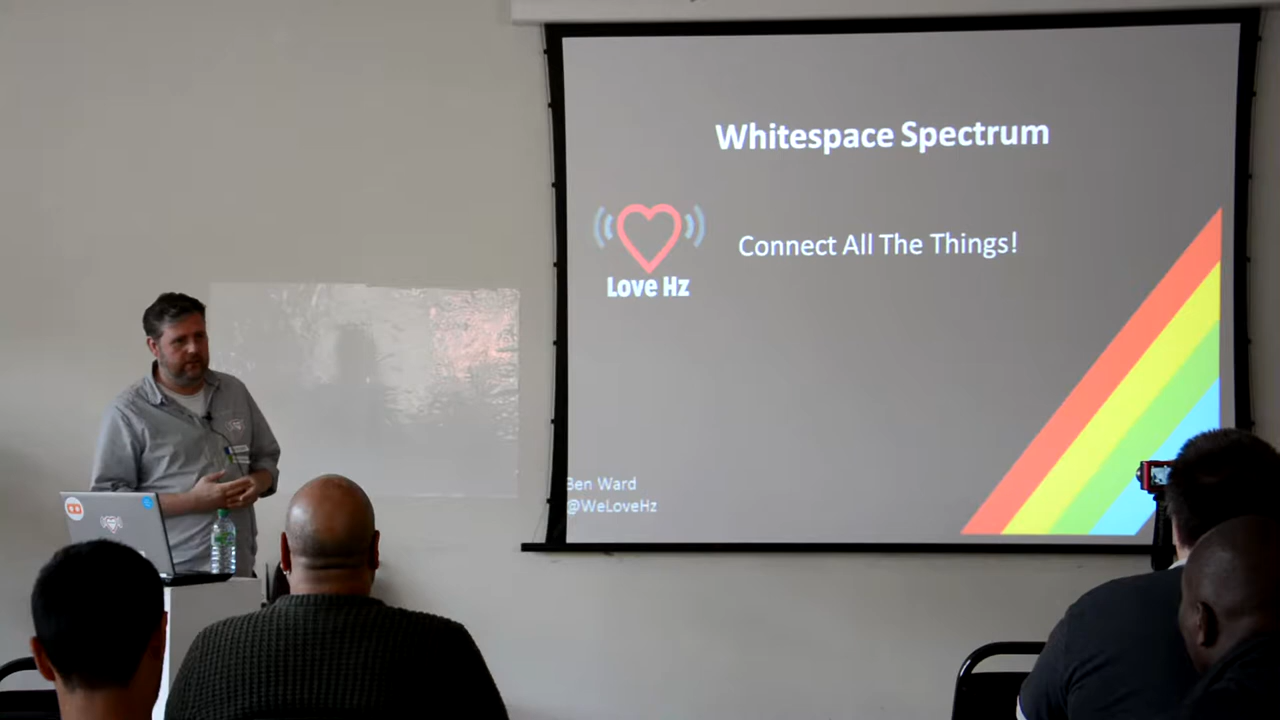 Whitespace Spectrum
Connect All The Things!
Love Hz
Ben Ward
@WeLoveHz